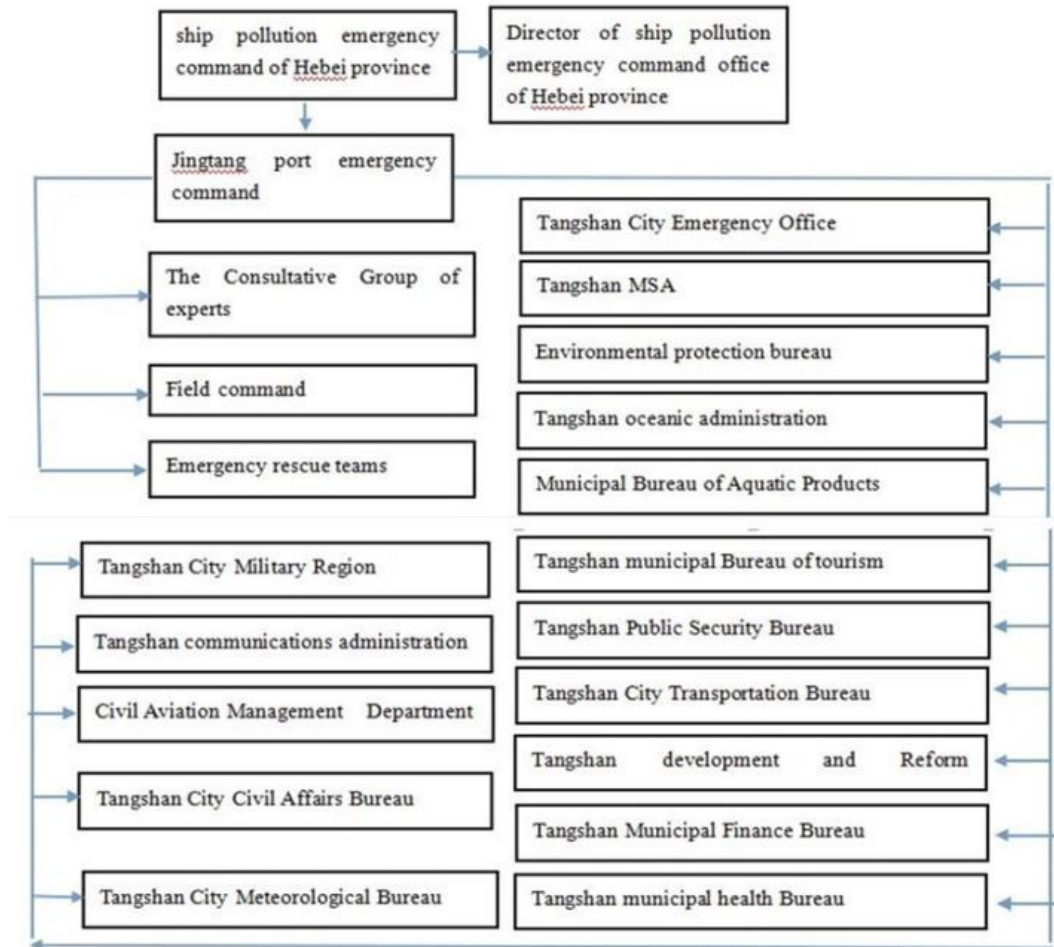 ship pollution emergency
command of Hebei province
Director of ship pollution
emergency command office
of Hebei province
Jingtang port emergency
command
The Consultative Group of
experts
Field command
Emergency rescue teams
Tangshan City Emergency Office
Tangshan MSA
Environmental protection bureau
Tangshan oceanic administration
Municipal Bureau of Aquatic Products
Tangshan City Military Region
Tangshan communications administration
Civil Aviation Management Department
Tangshan City Civil Affairs Bureau
Tangshan City Meteorological Bureau
Tangshan municipal Bureau of tourism
Tangshan Public Security Bureau
Tangshan City Transportation Bureau
Tangshan development and Reform
Tangshan Municipal Finance Bureau
Tangshan municipal health Bureau